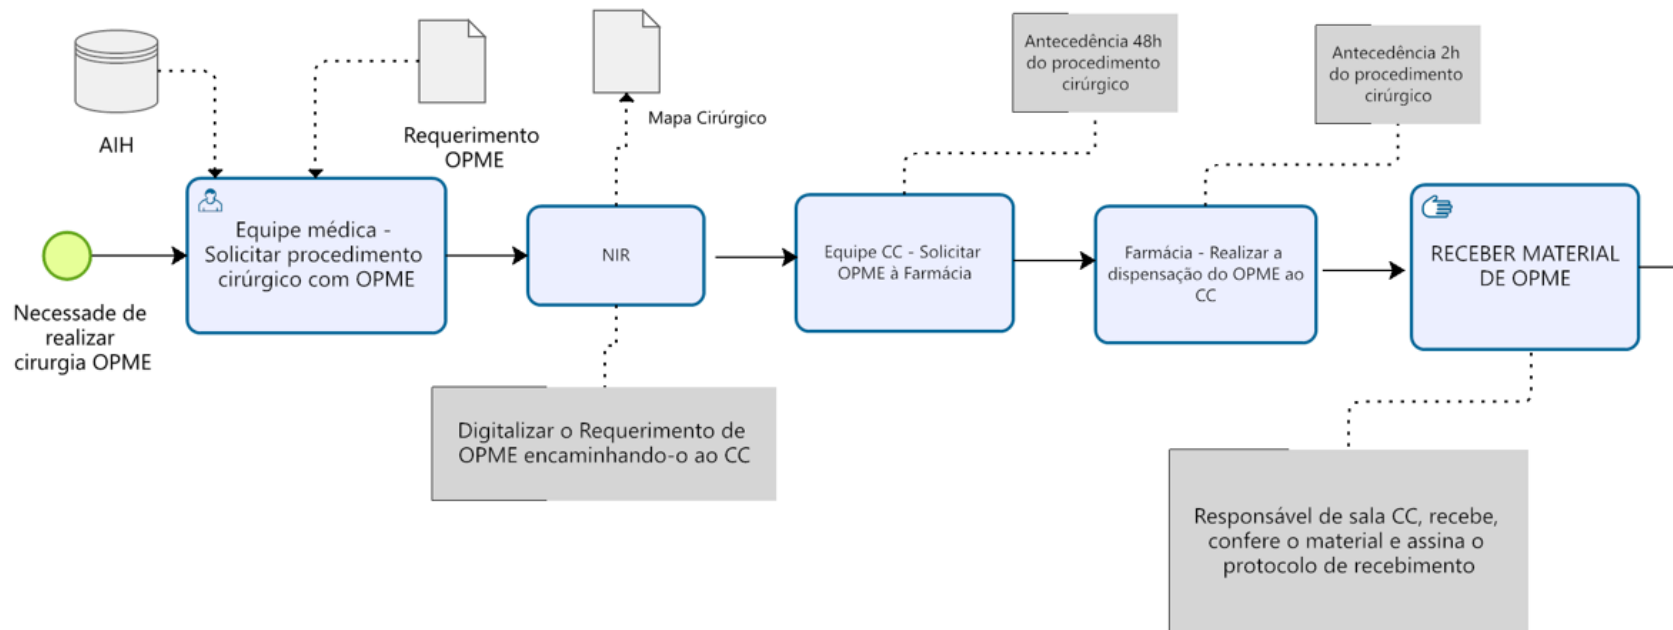 AIH
Requerimento
OPME
Mapa Cirúrgico
Antecedência 48h
do procedimento
cirúrgico
Antecedência 2h
do procedimento
cirúrgico
Necessade de
realizar
cirurgia OPME
Equipe médica -
Solicitar procedimento
cirúrgico com OPME
NIR
Equipe CC - Solicitar
OPME à Farmácia
Farmácia - Realizar a
dispensação do OPME ao
CC
RECEBER MATERIAL
DE OPME
Digitalizar o Requerimento de
OPME encaminhando-o ao CC
Responsável de sala CC, recebe,
confere o material e assina o
protocolo de recebimento